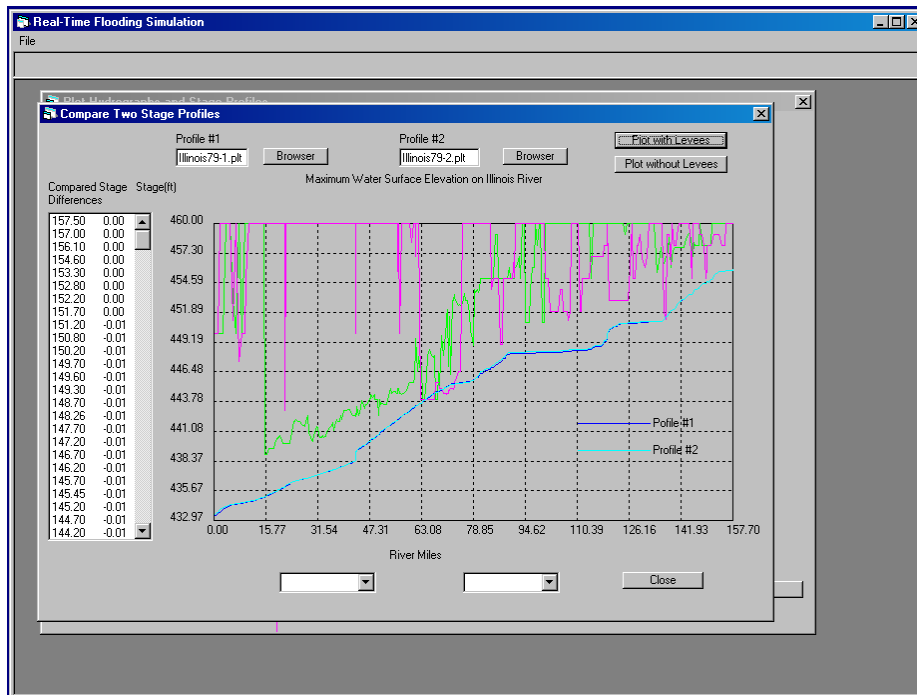 Real-Time Flooding Simulation
File
Plot Hydrographs and Stage Profiles
Compare Two Stage Profiles
Profile #1
Profile #2
Illinois79-1.plt
Browser
Illinois79-2.plt
Browser
Plot with Levees
Plot without Levees
Maximum Water Surface Elevation on Illinois River
Compared Stage Differences
Stage(ft)
157.50 0.00
157.00 0.00
156.10 0.00
154.60 0.00
153.30 0.00
152.80 0.00
152.20 0.00
151.70 0.00
151.20 -0.01
150.80 -0.01
150.20 -0.01
149.70 -0.01
149.60 -0.01
149.30 -0.01
148.70 -0.01
148.26 -0.01
147.70 -0.01
147.20 -0.01
146.70 -0.01
146.20 -0.01
145.70 -0.01
145.45 -0.01
145.20 -0.01
144.70 -0.01
144.20 -0.01
460.00
457.30
454.59
451.89
449.19
446.48
443.78
441.08
438.37
435.67
432.97
Pofile #1
Profile #2
0.00 15.77 31.54 47.31 63.08 78.85 94.62 110.39 126.16 141.93 157.70
River Miles
Close